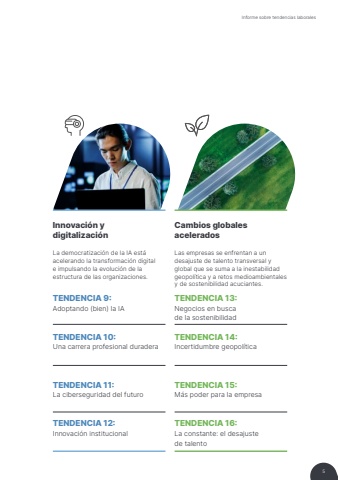 Informe sobre tendencias laborales
Innovación y
digitalización
La democratización de la IA está
acelerando la transformación digital
e impulsando la evolución de la
estructura de las organizaciones.
TENDENCIA 9:
Adoptando (bien) la IA
TENDENCIA 10:
Una carrera profesional duradera
TENDENCIA 11:
La ciberseguridad del futuro
TENDENCIA 12:
Innovación institucional
Cambios globales
acelerados
Las empresas se enfrentan a un
desajuste de talento transversal y
global que se suma a la inestabilidad
geopolítica y a retos medioambientales
y de sostenibilidad acuciantes.
TENDENCIA 13:
Negocios en busca
de la sostenibilidad
TENDENCIA 14:
Incertidumbre geopolítica
TENDENCIA 15:
Más poder para la empresa
TENDENCIA 16:
La constante: el desajuste
de talento